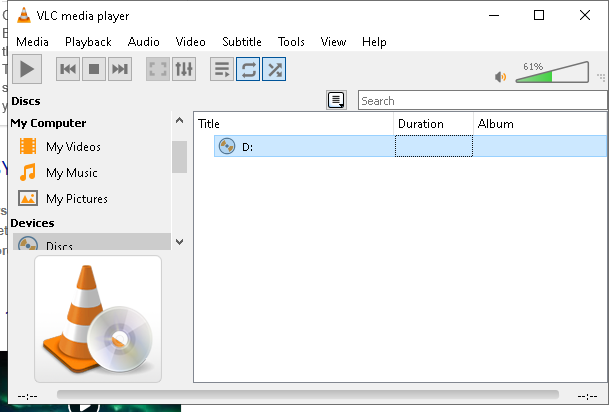 VLC media player
Media Playback Audio Video Subtitle Tools View Help
61%
Discs
Search
My Computer
Title Duration Album
My Videos
D:
My Music
My Pictures
Devices
Discs
--:-- --:--